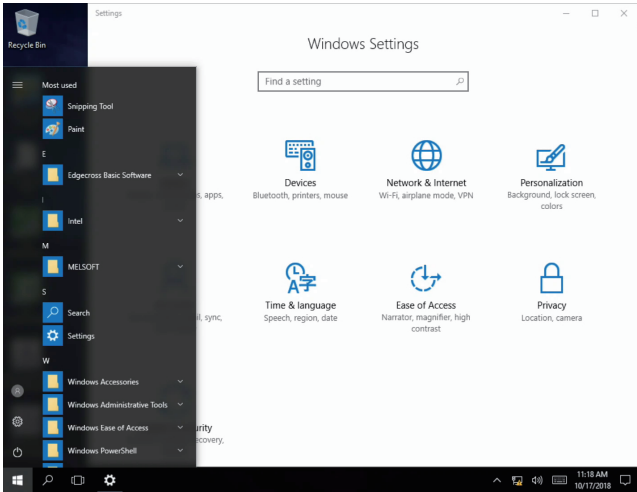 Settings
Recycle Bin
Windows Settings
Find a setting
Most used
Snipping Tool
Paint
E
Edgecross Basic Software
I
Intel
M
MELSOFT
S
Search
Settings
W
Windows Accessories
Windows Administrative Tools
Windows Ease of Access
Windows PowerShell
s, apps,
Devices
Bluetooth, printers, mouse
Network & Internet
Wi-Fi, airplane mode, VPN
Personalization
Background, lock screen,
colors
il, sync,
Time & language
Speech, region, date
Ease of Access
Narrator, magnifier, high
contrast
Privacy
Location, camera
urity
ecovery,
11:18 AM
10/17/2018